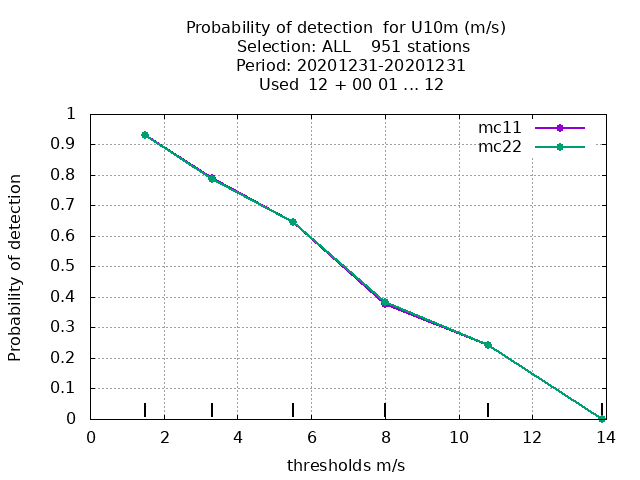 Probability of detection  for U10m (m/s)
Selection: ALL    951 stations
Period: 20201231-20201231
Used  12 + 00 01 ... 12
mc11
mc22
1
0.9
0.8
0.7
0.6
0.5
0.4
0.3
0.2
0.1
0
Probability of detection
0 2 4 6 8 10 12 14
thresholds m/s